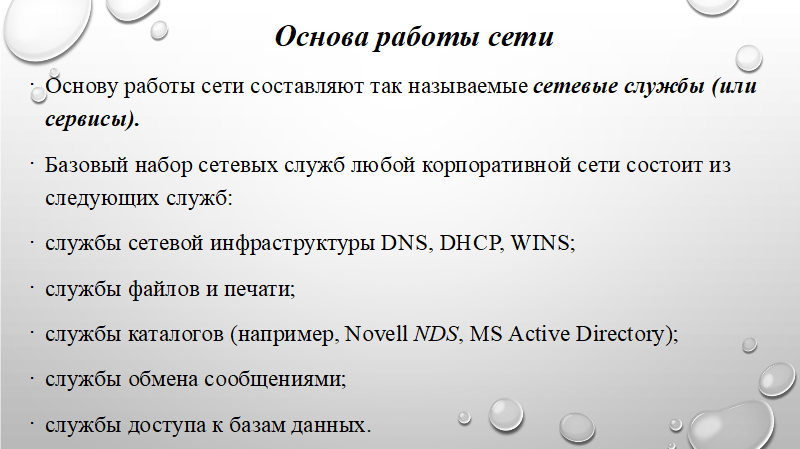 Основа работы сети
· Основу работы сети составляют так называемые сетевые службы (или
сервисы).
· Базовый набор сетевых служб любой корпоративной сети состоит из
следующих служб:
· службы сетевой инфраструктуры DNS, DHCP, WINS;
· службы файлов и печати;
· службы каталогов (например, Novell NDS, MS Active Directory);
· службы обмена сообщениями;
· службы доступа к базам данных.